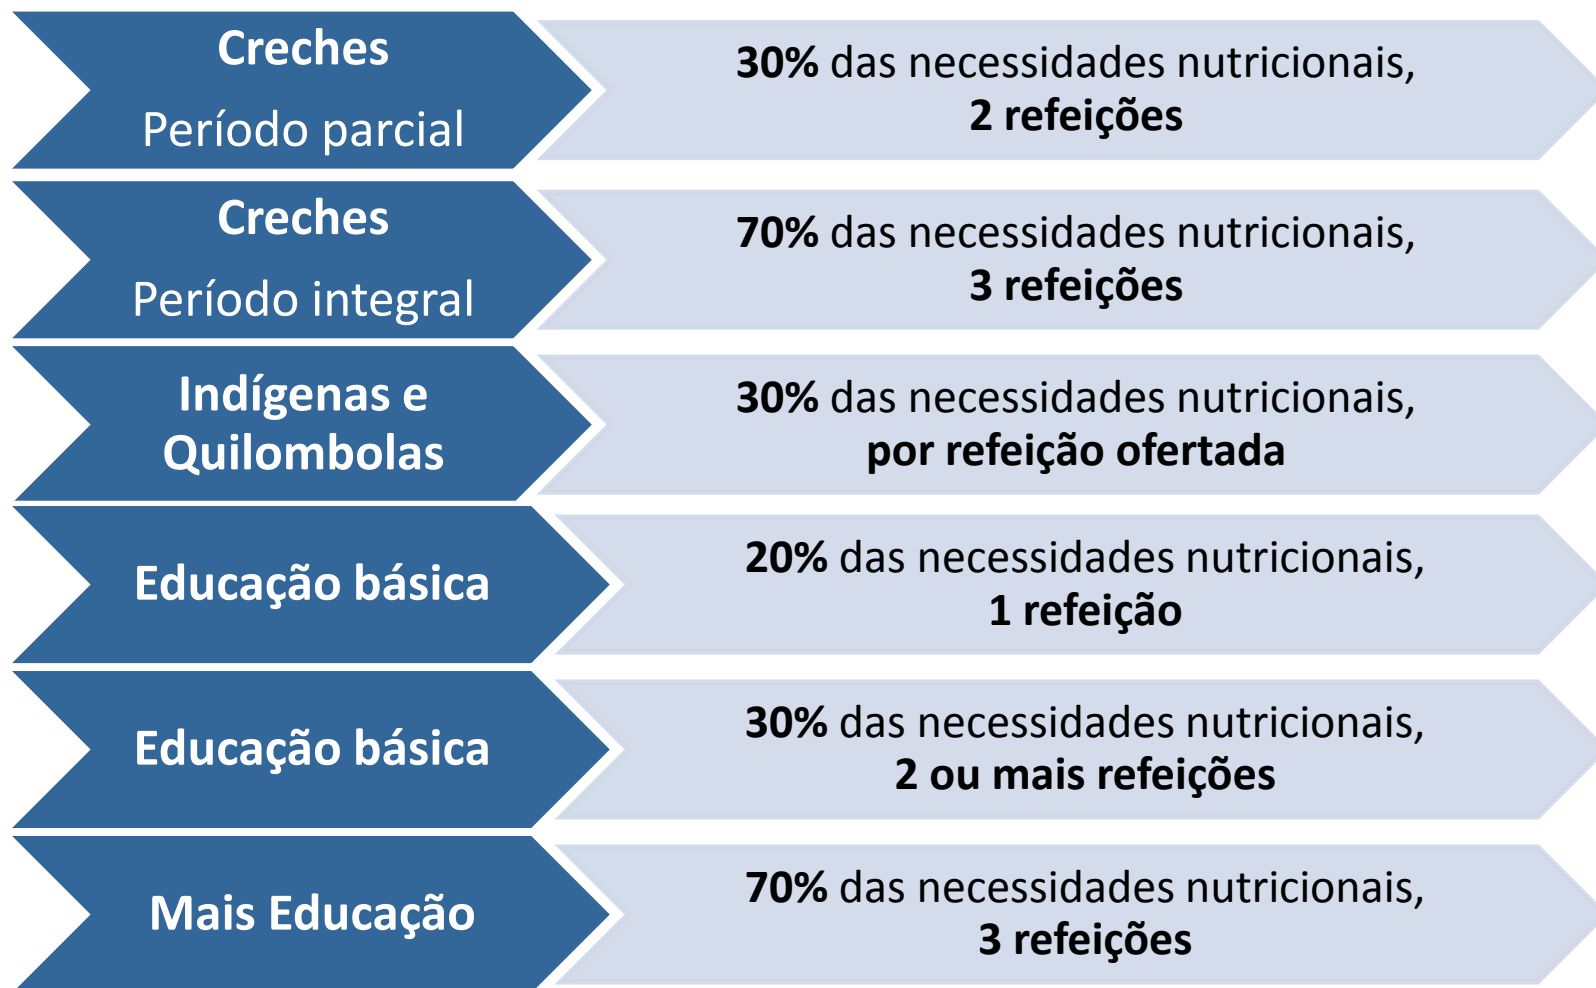 Creches
Período parcial
30% das necessidades nutricionais,
2 refeições
Creches
Período integral
70% das necessidades nutricionais,
3 refeições
Indígenas e
Quilombolas
30% das necessidades nutricionais,
por refeição ofertada
Educação básica
20% das necessidades nutricionais,
1 refeição
Educação básica
30% das necessidades nutricionais,
2 ou mais refeições
Mais Educação
70% das necessidades nutricionais,
3 refeições